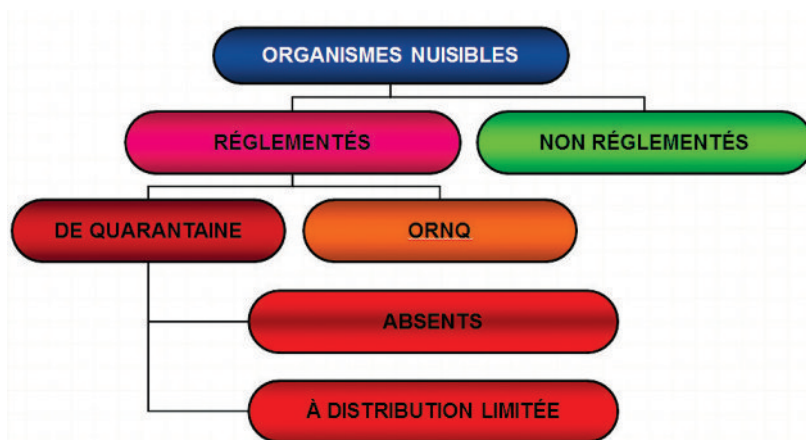 ORGANISMES NUISIBLES
RÉGLEMENTÉS
NON RÉGLEMENTÉS
DE QUARANTAINE
ORNQ
ABSENTS
À DISTRIBUTION LIMITÉE